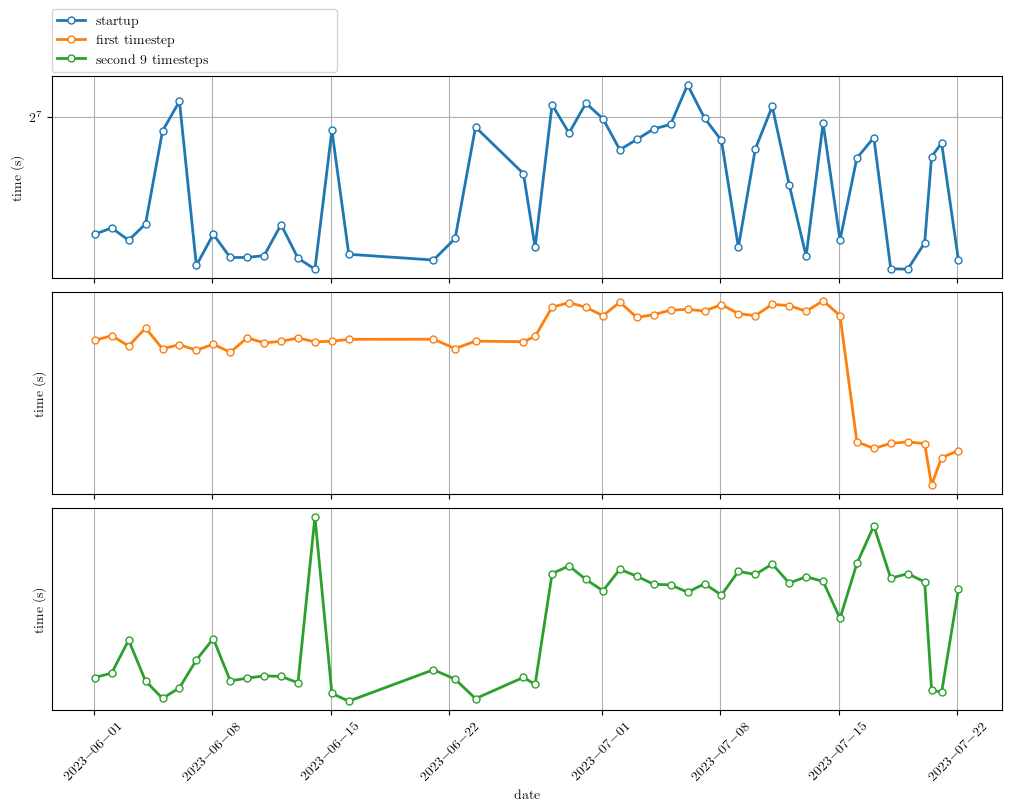 startup
first timestep
second 9 timesteps
2^7
time (s)
time (s)
time (s)
2023−06−01
2023−06−08
2023−06−15
2023−06−22
2023−07−01
2023−07−08
2023−07−15
2023−07−22
date